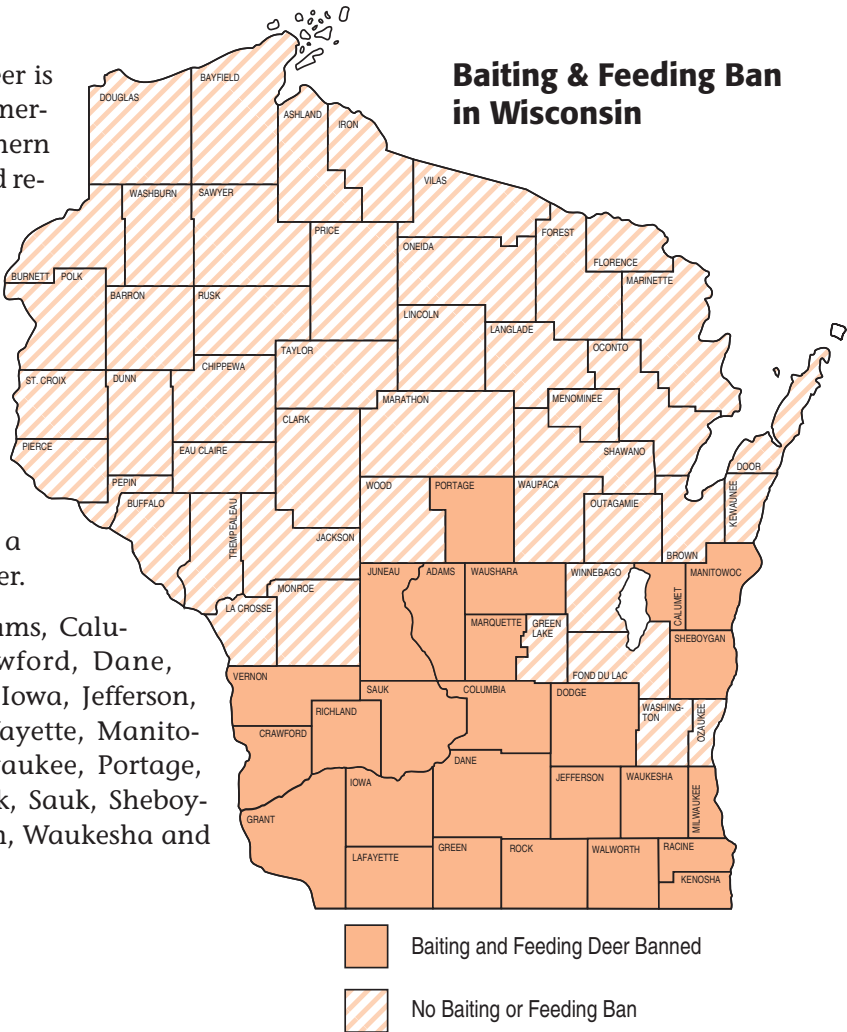 Baiting & Feeding Ban
in Wisconsin
eer is
mer-
hern
d re-
a
er.
ams, Calu-
wford, Dane,
Iowa, Jefferson,
fayette, Manito-
vaukee, Portage,
k, Sauk, Sheboy-
n, Waukesha and
DOUGLAS
BAYFIELD
ASHLAND
IRON
VILAS
WASHBURN
SAWYER
PRICE
ONEIDA
FOREST
FLORENCE
MARINETTE
BURNETT
POLK
BARRON
RUSK
LINCOLN
LANGLADE
OCONTO
TAYLOR
CHIPPEWA
ST. CROIX
DUNN
MARATHON
MENOMINEE
CLARK
PIERCE
EAU CLAIRE
SHAWANO
DOOR
PEPIN
WOOD
PORTAGE
WAUPACA
OUTAGAMIE
KEWAUNEE
BUFFALO
TREMPEALEAU
JACKSON
BROWN
JUNEAU
ADAMS
WAUSHARA
WINNEBAGO
CALUMET
MANITOWOC
MONROE
LA CROSSE
MARQUETTE
GREEN
LAKE
SHEBOYGAN
FOND DU LAC
VERNON
SAUK
COLUMBIA
DODGE
WASHING-
TON
OZAUKEE
RICHLAND
CRAWFORD
DANE
IOWA
JEFFERSON
WAUKESHA
MILWAUKEE
GRANT
LAFAYETTE
GREEN
ROCK
WALWORTH
RACINE
KENOSHA
Baiting and Feeding Deer Banned
No Baiting or Feeding Ban